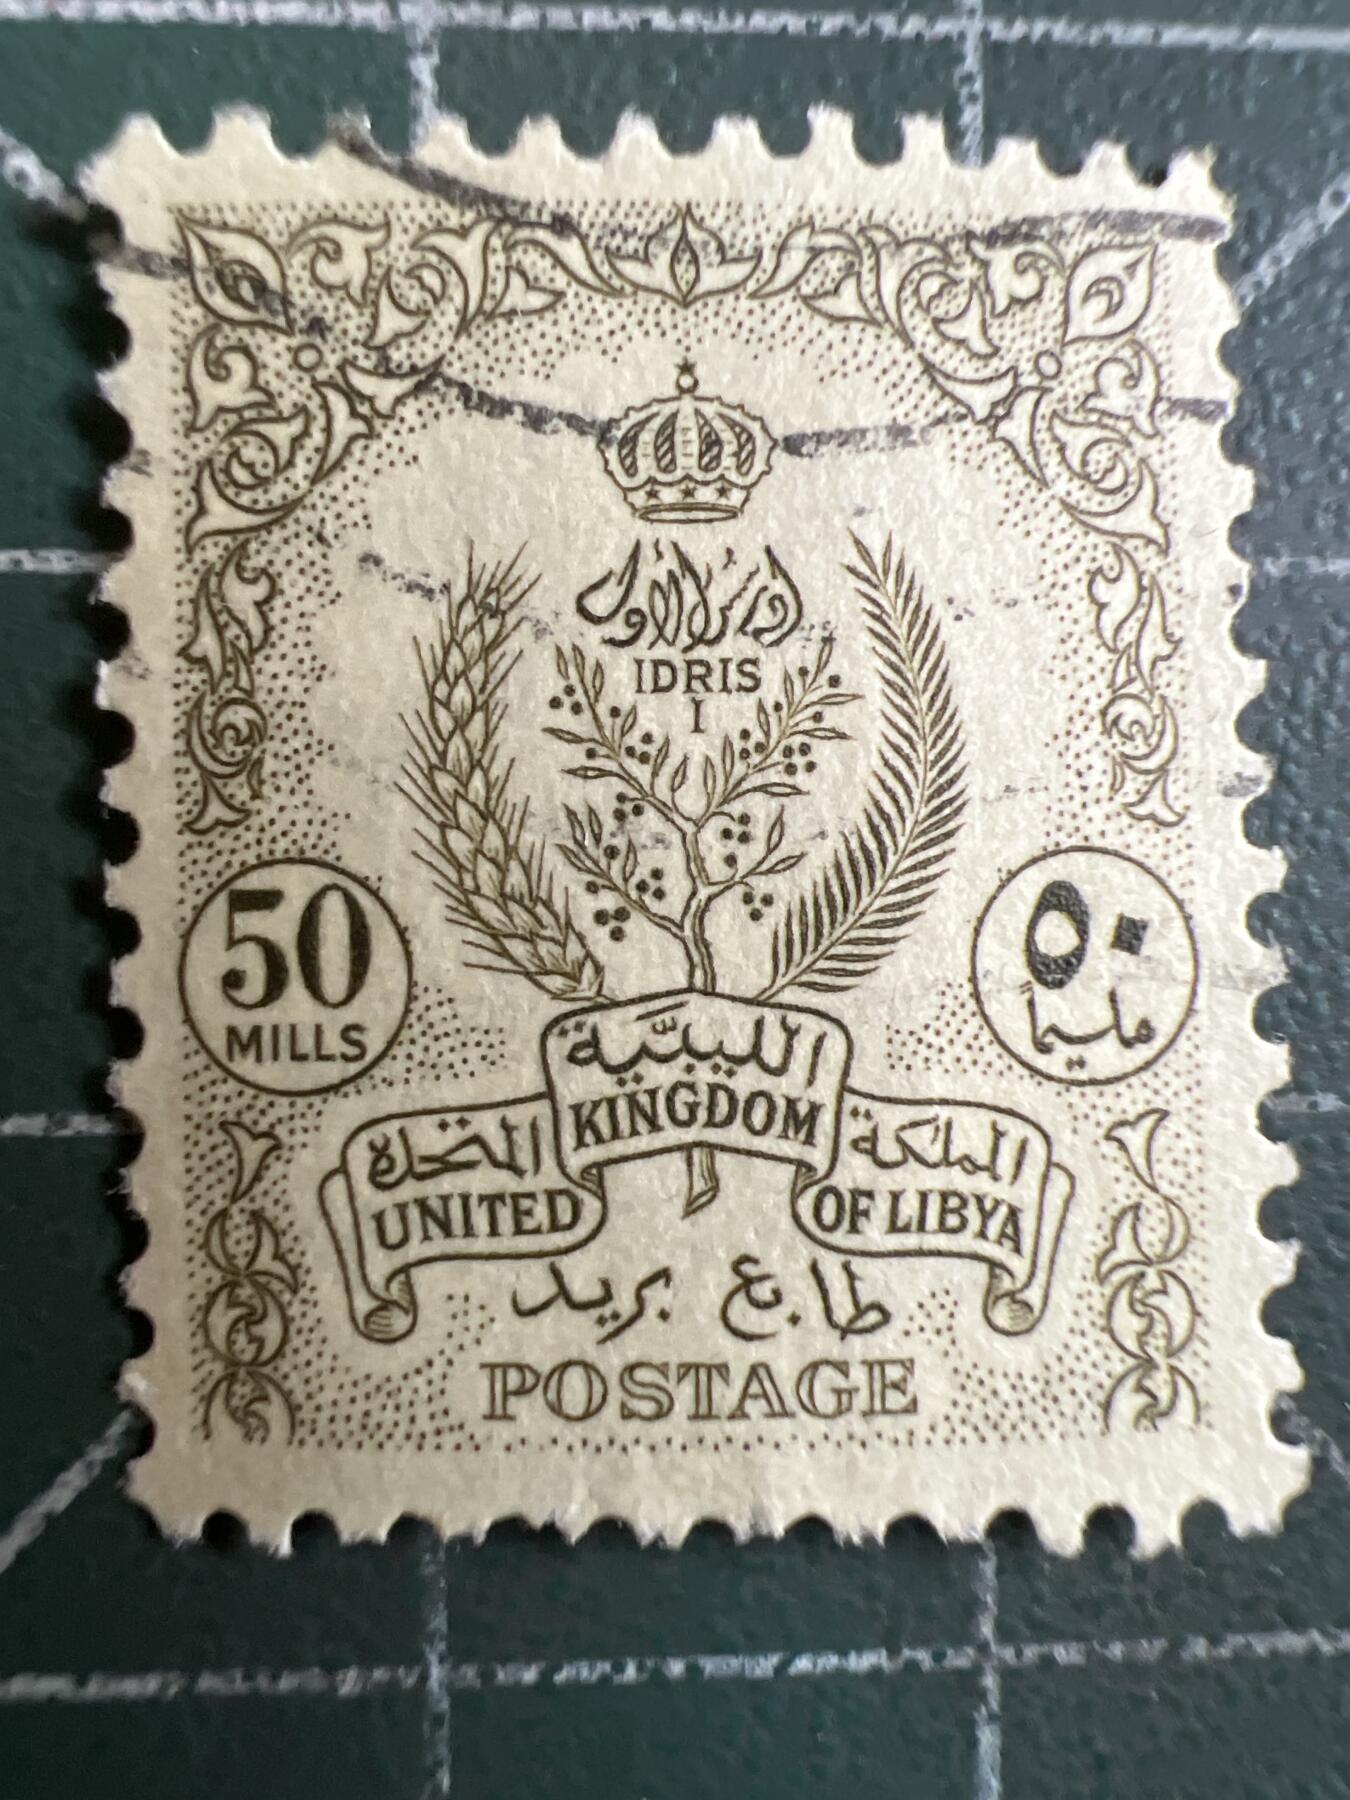 ادريس الاول
IDRIS
I
50
MILLS
٥٠
مليما
الليبية
KINGDOM
المملكة
OF LIBYA
المتحدة
UNITED
طابع بريد
POSTAGE